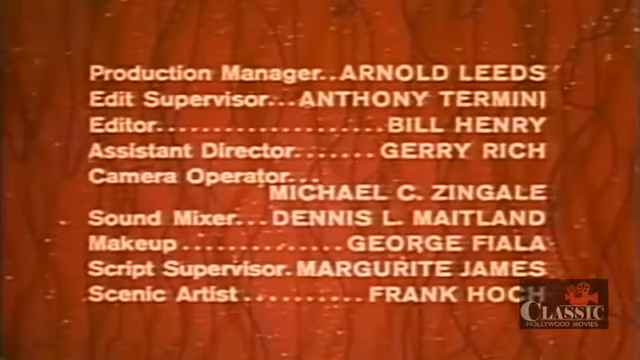 Production Manager..ARNOLD LEEDS
Edit Supervisor...ANTHONY TERMINI
Editor.....................BILL HENRY
Assistant Director.......GERRY RICH
Camera Operator...
MICHAEL C. ZINGALE
Sound Mixer...DENNIS L. MAITLAND
Makeup..............GEORGE FIALA
Script Supervisor.MARGURITE JAMES
Scenic Artist..........FRANK HOCH
CLASSIC
HOLLYWOOD MOVIES